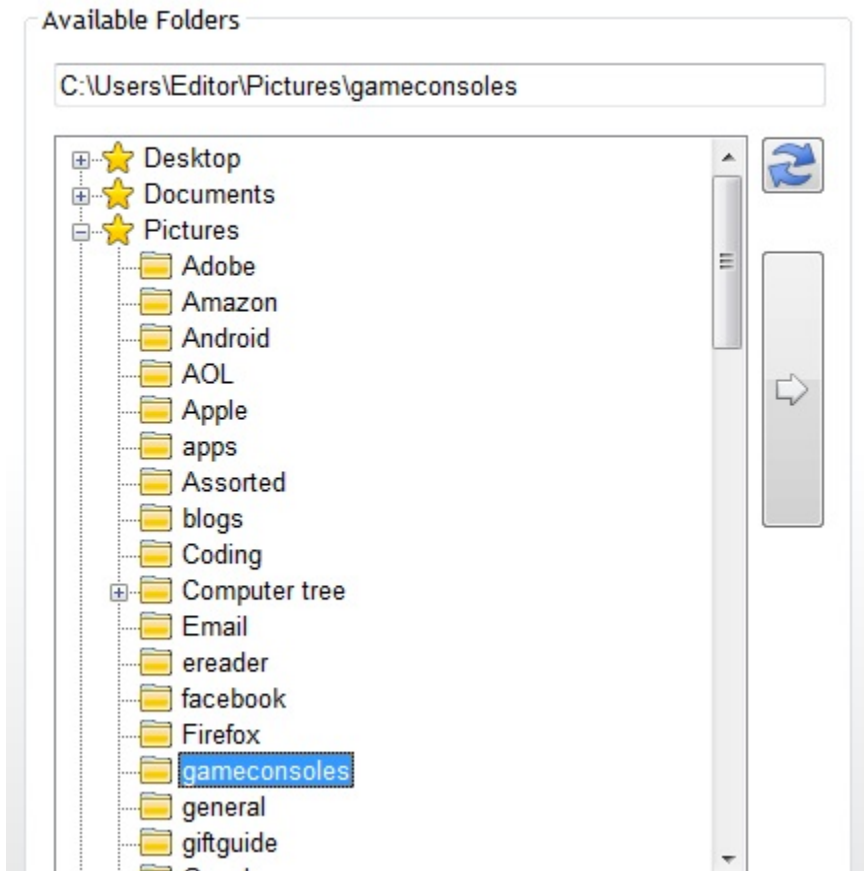 Available Folders
C:\Users\Editor\Pictures\gameconsoles
Desktop
Documents
Pictures
Adobe
Amazon
Android
AOL
Apple
apps
Assorted
blogs
Coding
Computer tree
Email
ereader
facebook
Firefox
gameconsoles
general
giftguide